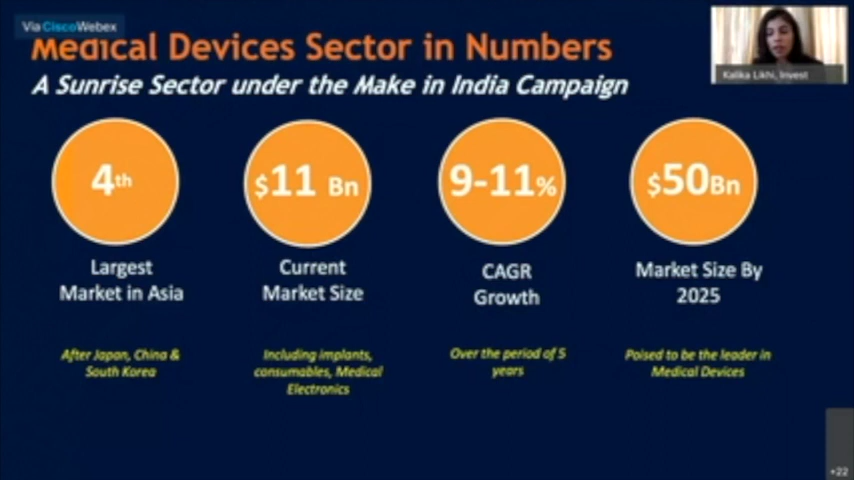 Via Cisco Webex
Medical Devices Sector in Numbers
A Sunrise Sector under the Make in India Campaign
Kalika Likhi, Invest
4th
Largest
Market in Asia
After Japan, China &
South Korea
$11 Bn
Current
Market Size
Including implants,
consumables, Medical
Electronics
9-11%
CAGR
Growth
Over the period of 5
years
$50Bn
Market Size By
2025
Poised to be the leader in
Medical Devices
+22